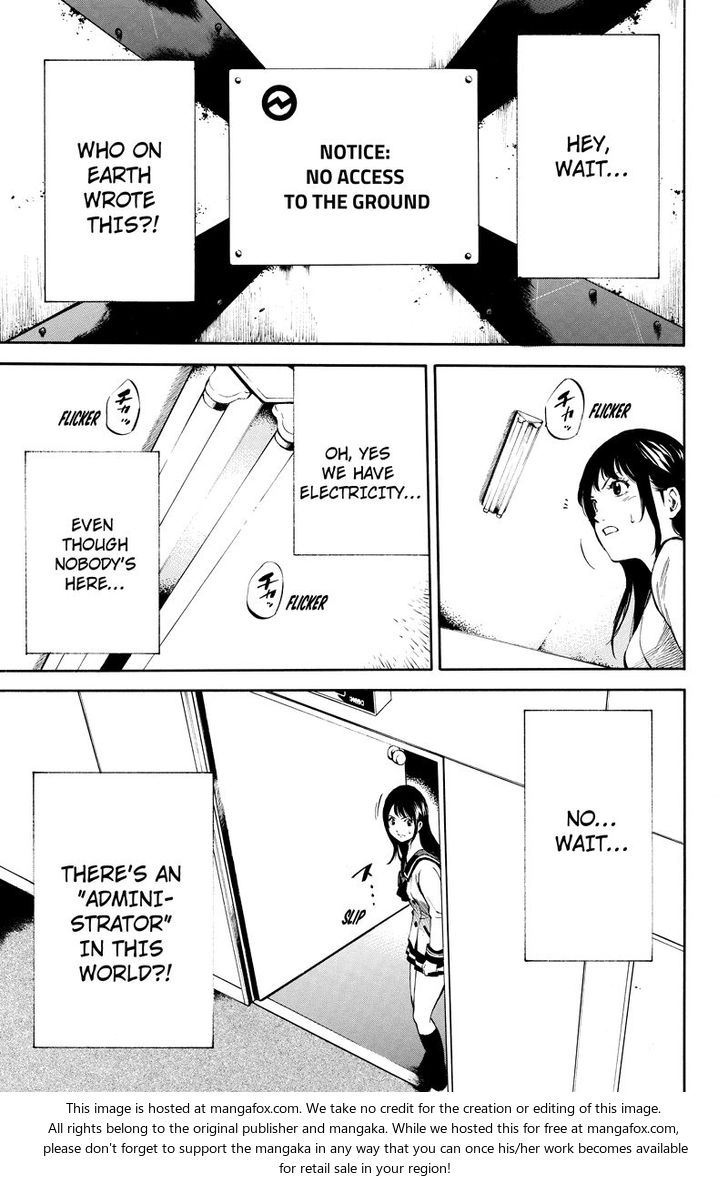 HEY,
WAIT...
NOTICE:
NO ACCESS
TO THE GROUND
WHO ON
EARTH
WROTE
THIS?!
チカッ
FLICKER
OH, YES
WE HAVE
ELECTRICITY...
チカッ
FLICKER
EVEN
THOUGH
NOBODY'S
HERE...
チカッ
FLICKER
NO...
WAIT...
SLIP
THERE'S AN
"ADMINI-
STRATOR"
IN THIS
WORLD?!
This image is hosted at mangafox.com. We take no credit for the creation or editing of this image.
All rights belong to the original publisher and mangaka. While we hosted this for free at mangafox.com,
please don't forget to support the mangaka in any way that you can once his/her work becomes available
for retail sale in your region!